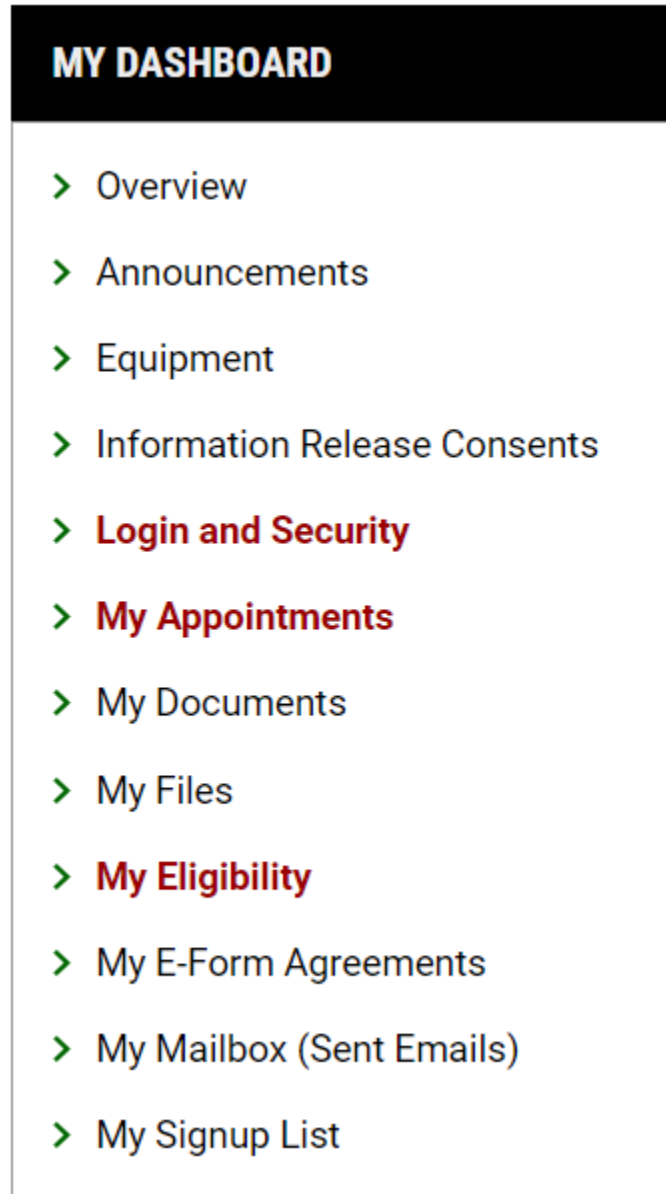 MY DASHBOARD
Overview
Announcements
Equipment
Information Release Consents
Login and Security
My Appointments
My Documents
My Files
My Eligibility
My E-Form Agreements
My Mailbox (Sent Emails)
My Signup List